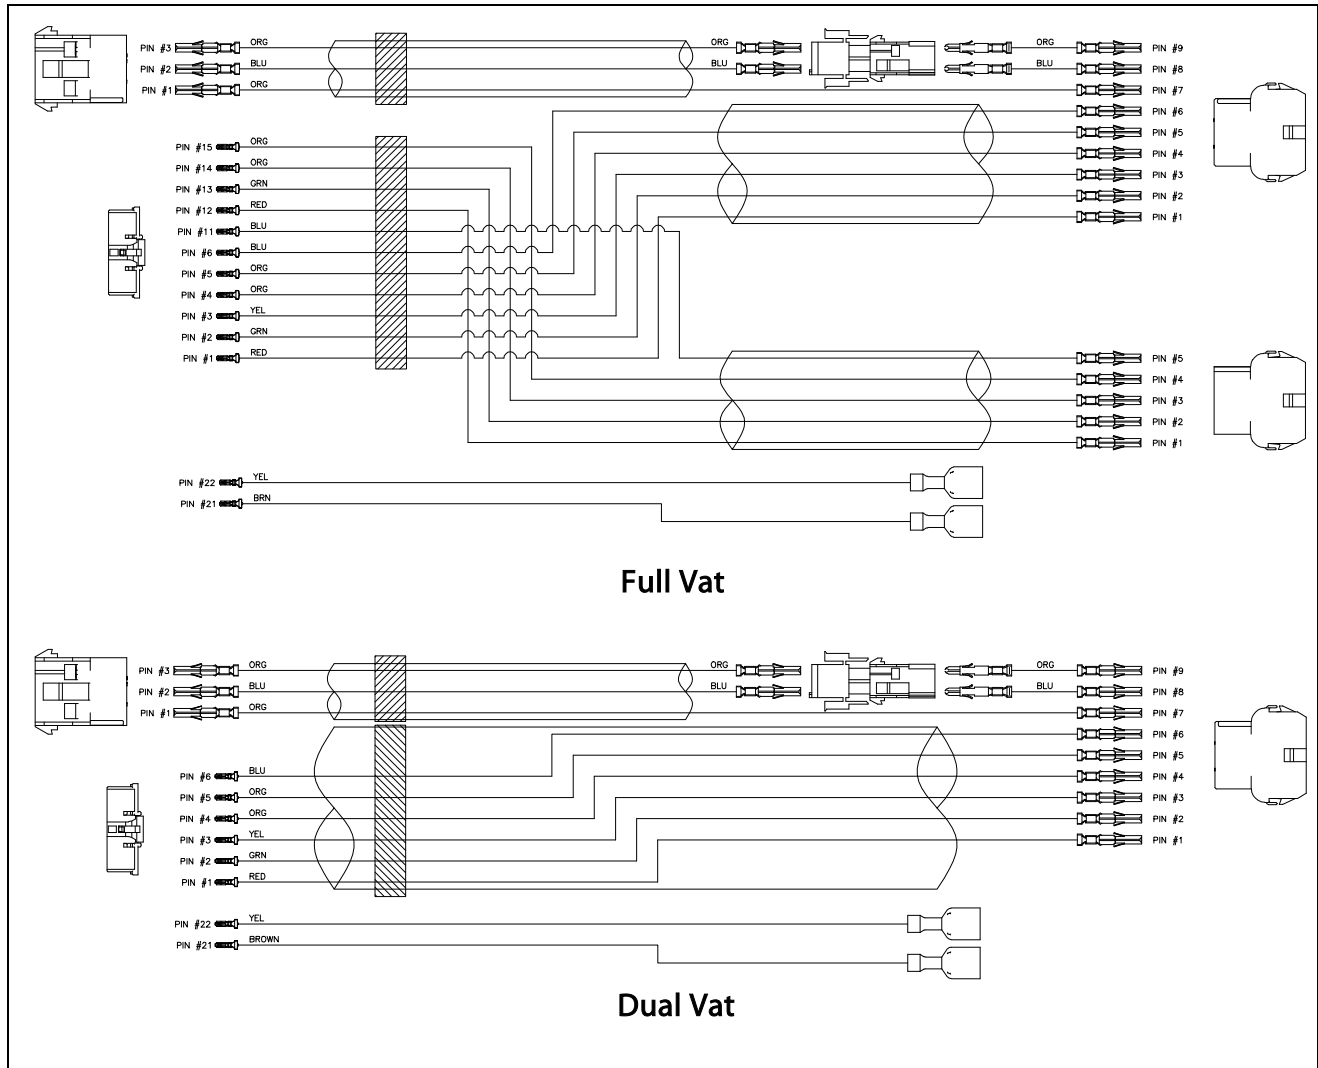 PIN #3 ORG ORG ORG PIN #9
PIN #2 BLU BLU BLU PIN #8
PIN #1 ORG PIN #7
PIN #6
PIN #5
PIN #15 ORG
PIN #4
PIN #14 ORG
PIN #3
PIN #13 GRN
PIN #2
PIN #12 RED
PIN #1
PIN #11 BLU
PIN #6 BLU
PIN #5 ORG
PIN #4 ORG
PIN #3 YEL
PIN #2 GRN
PIN #1 RED PIN #5
PIN #4
PIN #3
PIN #2
PIN #1
PIN #22 YEL
PIN #21 BRN
Full Vat
PIN #3 ORG ORG ORG PIN #9
PIN #2 BLU BLU BLU PIN #8
PIN #1 ORG PIN #7
PIN #6
PIN #5
PIN #6 BLU PIN #4
PIN #5 ORG PIN #3
PIN #4 ORG PIN #2
PIN #3 YEL PIN #1
PIN #2 GRN
PIN #1 RED
PIN #22 YEL
PIN #21 BROWN
Dual Vat